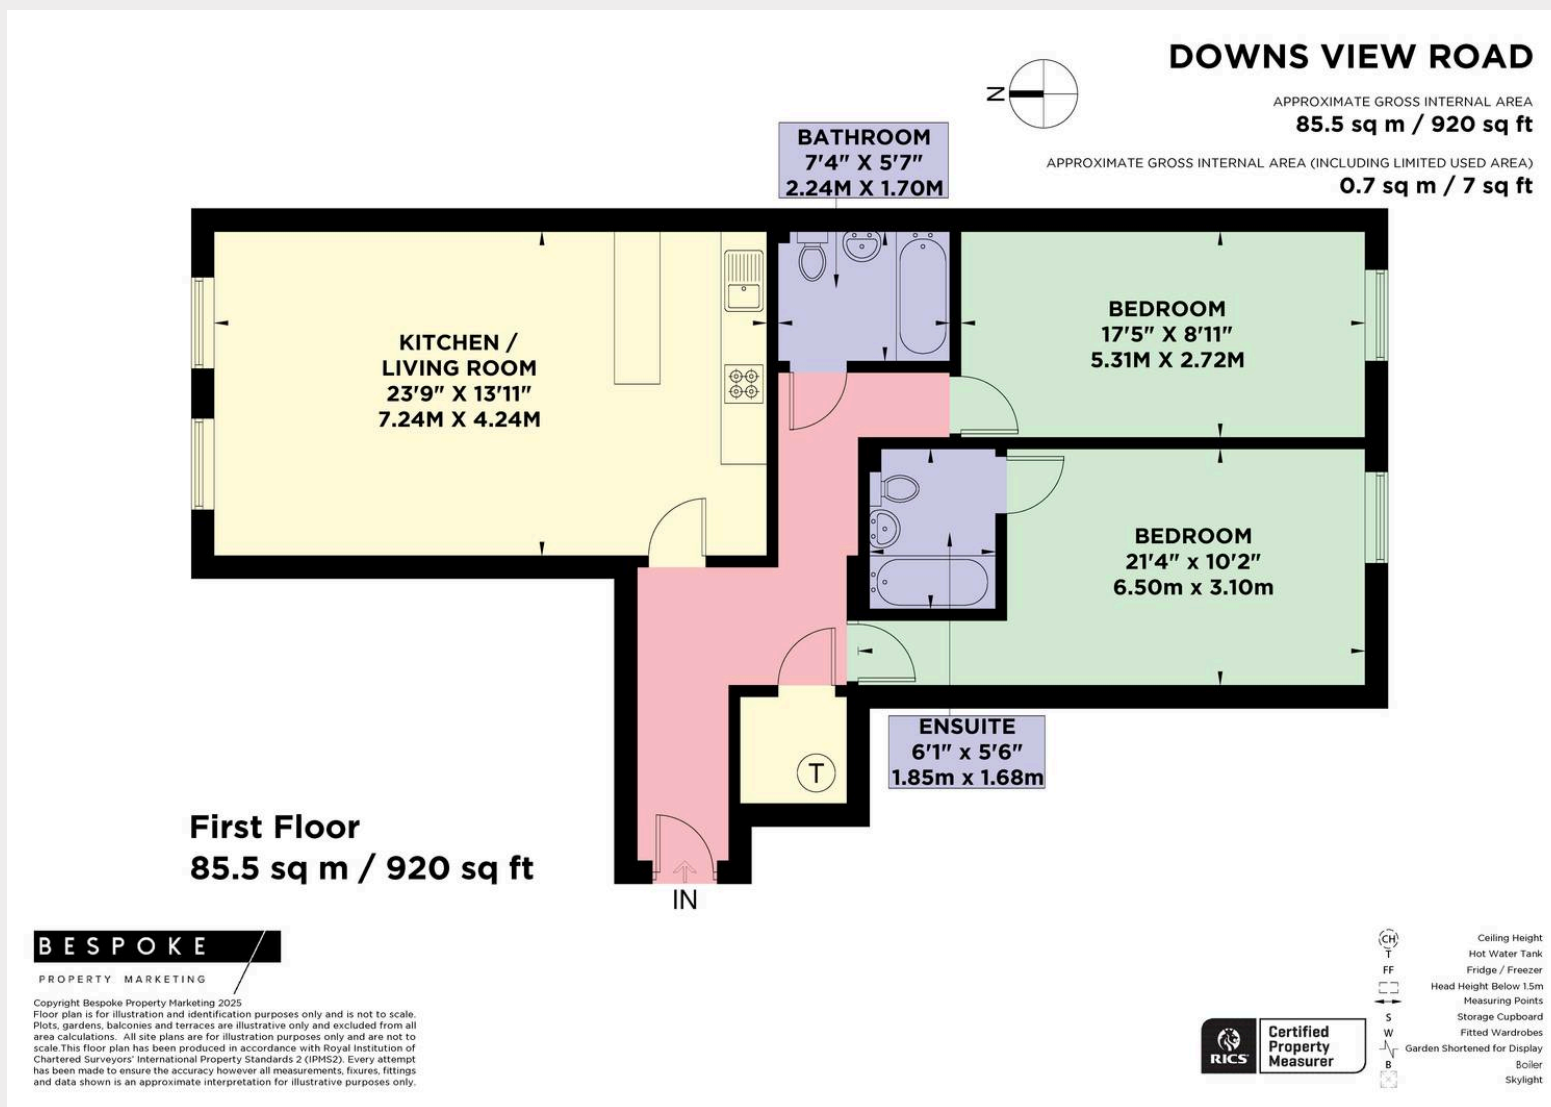 DOWNS VIEW ROAD
APPROXIMATE GROSS INTERNAL AREA
85.5 sq m / 920 sq ft
APPROXIMATE GROSS INTERNAL AREA (INCLUDING LIMITED USED AREA)
0.7 sq m / 7 sq ft
N
BATHROOM
7'4" X 5'7"
2.24M X 1.70M
KITCHEN /
LIVING ROOM
23'9" X 13'11"
7.24M X 4.24M
BEDROOM
17'5" X 8'11"
5.31M X 2.72M
BEDROOM
21'4" x 10'2"
6.50m x 3.10m
ENSUITE
6'1" x 5'6"
1.85m x 1.68m
T
IN
First Floor
85.5 sq m / 920 sq ft
BESPOKE
PROPERTY MARKETING
Copyright Bespoke Property Marketing 2025
Floor plan is for illustration and identification purposes only and is not to scale.
Plots, gardens, balconies and terraces are illustrative only and excluded from all
area calculations. All site plans are for illustration purposes only and are not to
scale.This floor plan has been produced in accordance with Royal Institution of
Chartered Surveyors' International Property Standards 2 (IPMS2). Every attempt
has been made to ensure the accuracy however all measurements, fixures, fittings
and data shown is an approximate interpretation for illustrative purposes only.
RICS
Certified
Property
Measurer
CH Ceiling Height
T Hot Water Tank
FF Fridge / Freezer
Head Height Below 1.5m
Measuring Points
S Storage Cupboard
W Fitted Wardrobes
Garden Shortened for Display
B Boiler
Skylight